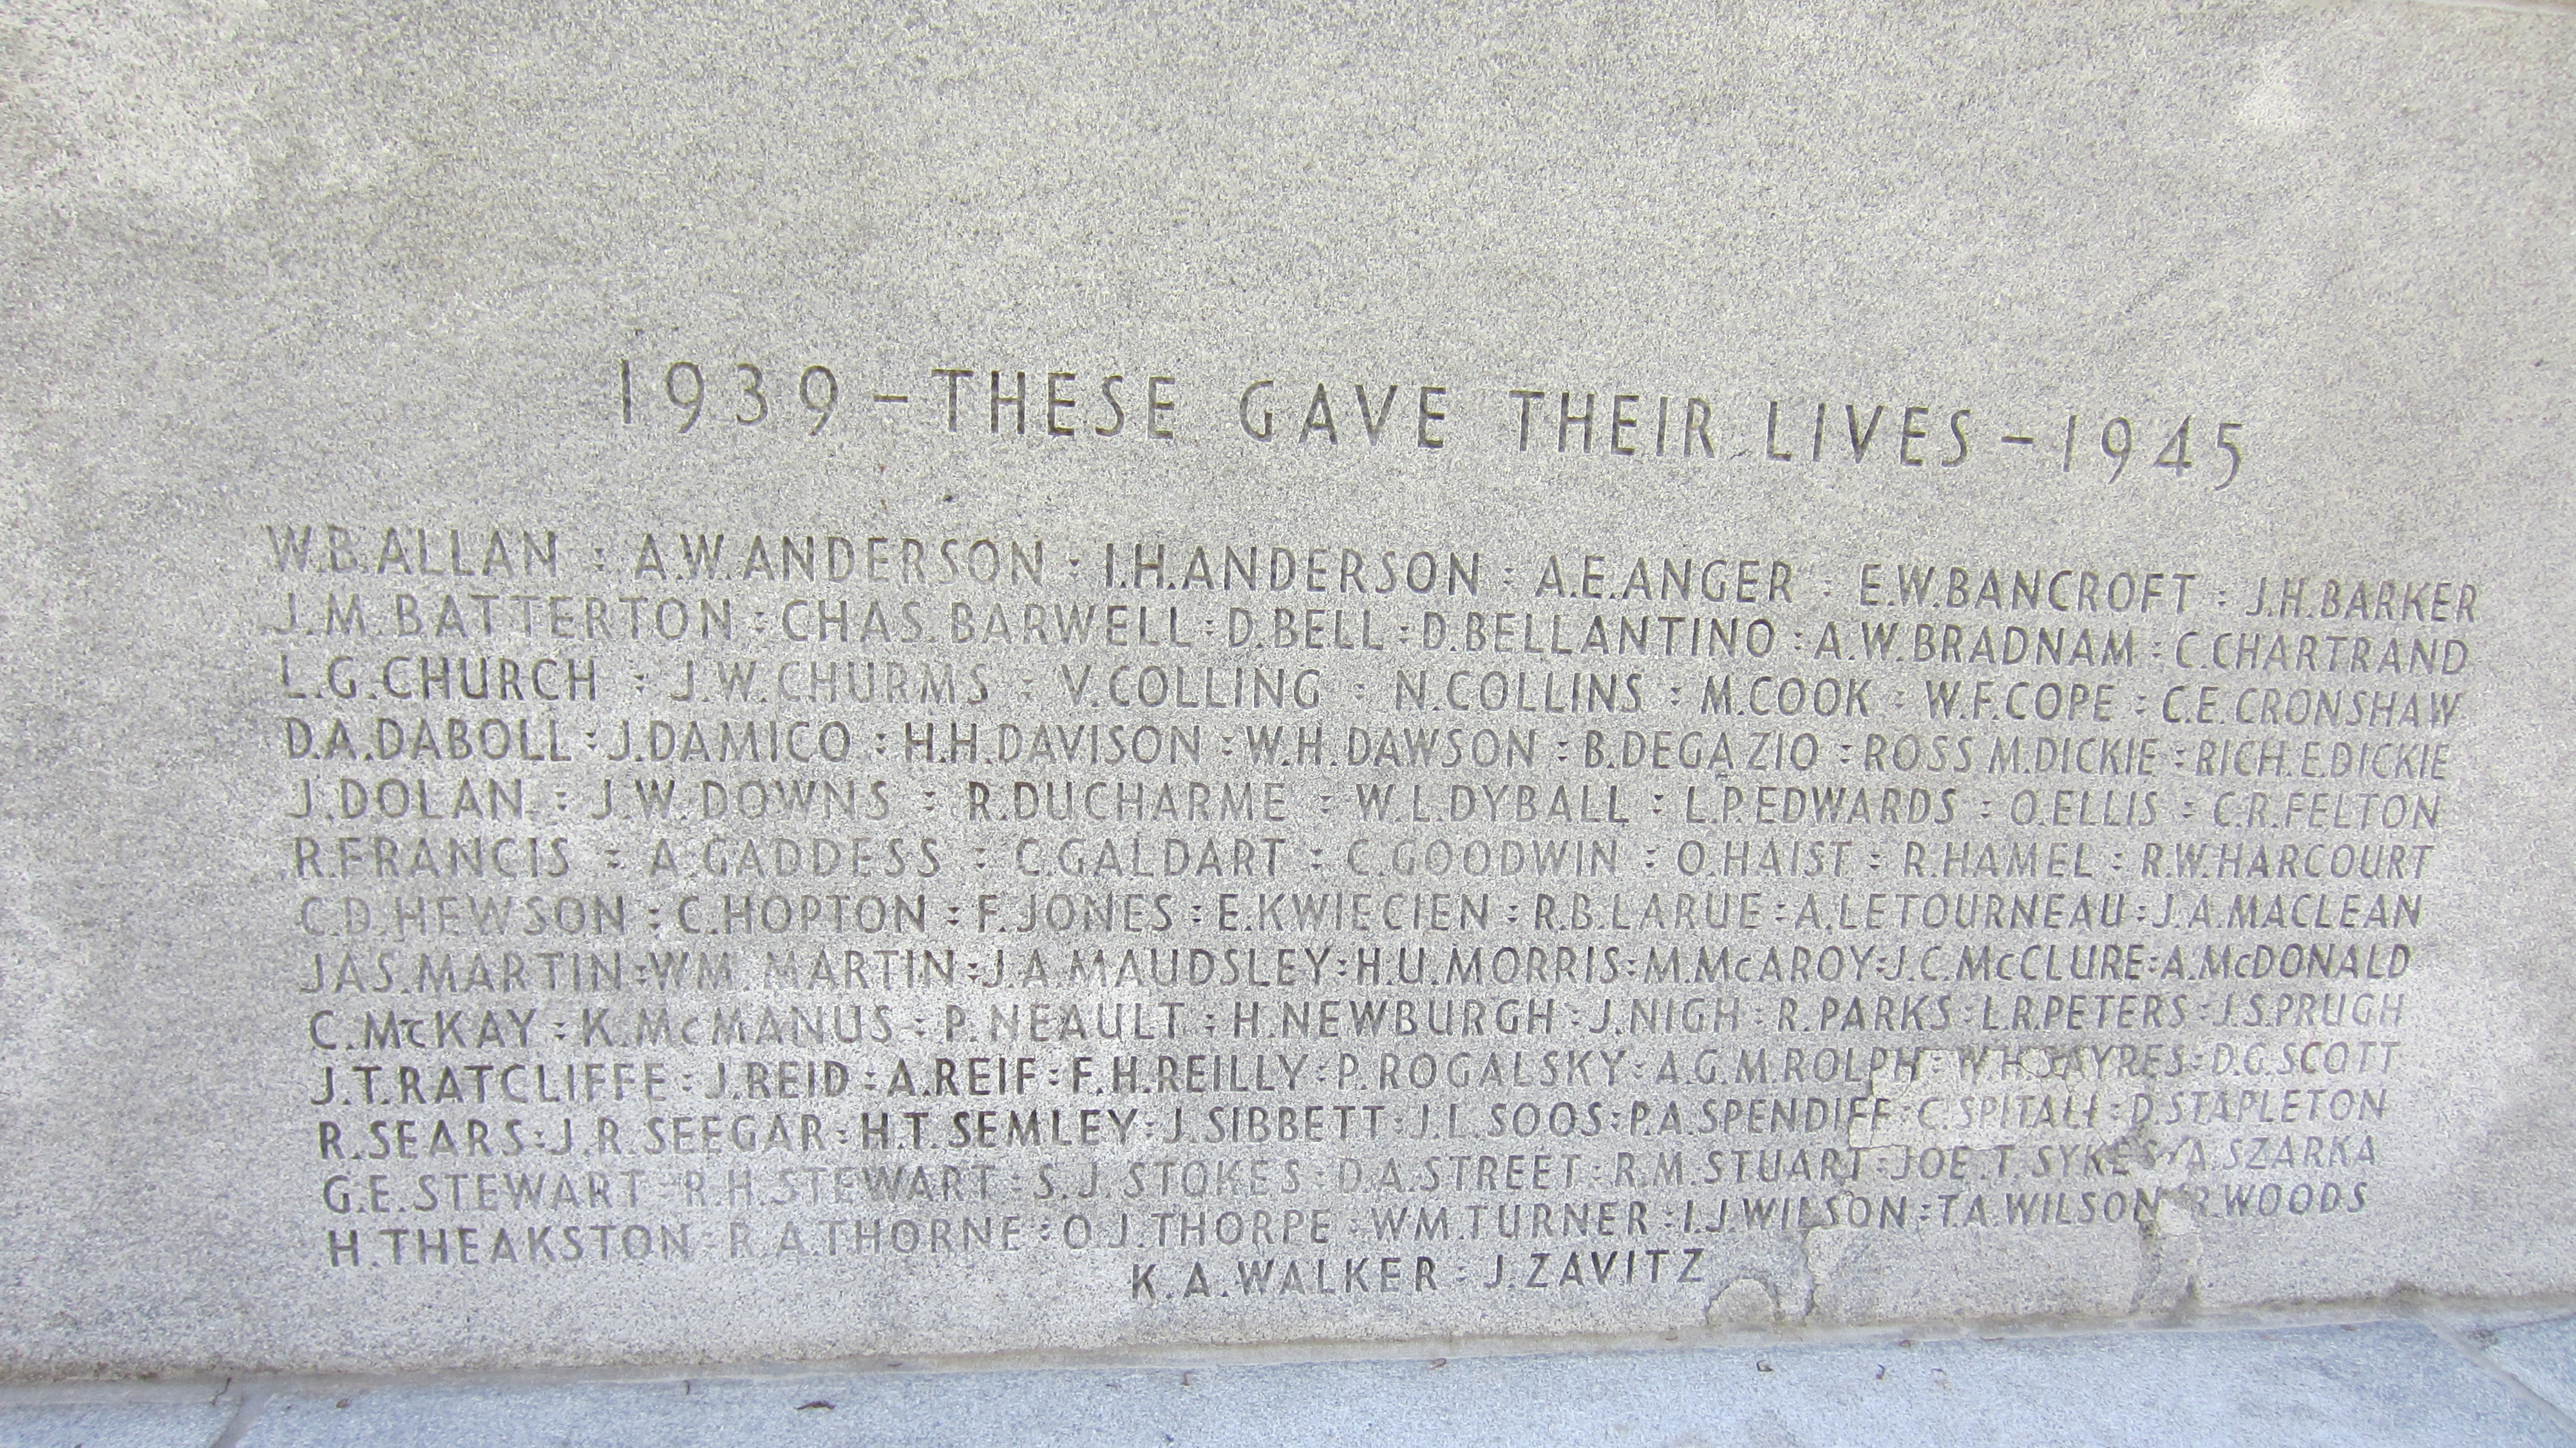 1939 – THESE GAVE THEIR LIVES – 1945
W.B.ALLAN : A.W.ANDERSON : I.H.ANDERSON : A.E.ANGER : E.W.BANCROFT : J.H.BARKER
J.M.BATTERTON : CHAS.BARWELL : D.BELL : D.BELLANTINO : A.W.BRADNAM : C.CHARTRAND
L.G.CHURCH : J.W.CHURMS : V.COLLING : N.COLLINS : M.COOK : W.F.COPE : C.E.CRONSHAW
D.A.DABOLL : J.DAMICO : H.H.DAVISON : W.H.DAWSON : B.DEGAZIO : ROSS M.DICKIE : RICH.E.DICKIE
J.DOLAN : J.W.DOWNS : R.DUCHARME : W.L.DYBALL : L.P.EDWARDS : O.ELLIS : C.R.FELTON
R.FRANCIS : A.GADDESS : C.GALDART : C.GOODWIN : O.HAIST : R.HAMEL : R.W.HARCOURT
C.D.HEWSON : C.HOPTON : F.JONES : E.KWIECIEN : R.B.LARUE : A.LETOURNEAU : J.A.MACLEAN
JAS.MARTIN : WM.MARTIN : J.A.MAUDSLEY : H.U.MORRIS : M.McAROY : J.C.McCLURE : A.McDONALD
C.McKAY : K.McMANUS : P.NEAULT : H.NEWBURGH : J.NIGH : R.PARKS : L.R.PETERS : J.S.PRUGH
J.T.RATCLIFFE : J.REID : A.REIF : F.H.REILLY : P.ROGALSKY : A.G.M.ROLPH : W.H.SAYRES : D.G.SCOTT
R.SEARS : J.R.SEEGAR : H.T.SEMLEY : J.SIBBETT : J.L.SOOS : P.A.SPENDIFF : C.SPITALL : D.STAPLETON
G.E.STEWART : R.H.STEWART : S.J.STOKES : D.A.STREET : R.M.STUART : JOE.T.SYKES : A.SZARKA
H.THEAKSTON : R.A.THORNE : O.J.THORPE : WM.TURNER : I.J.WILSON : T.A.WILSON : R.WOODS
K.A.WALKER : J.ZAVITZ